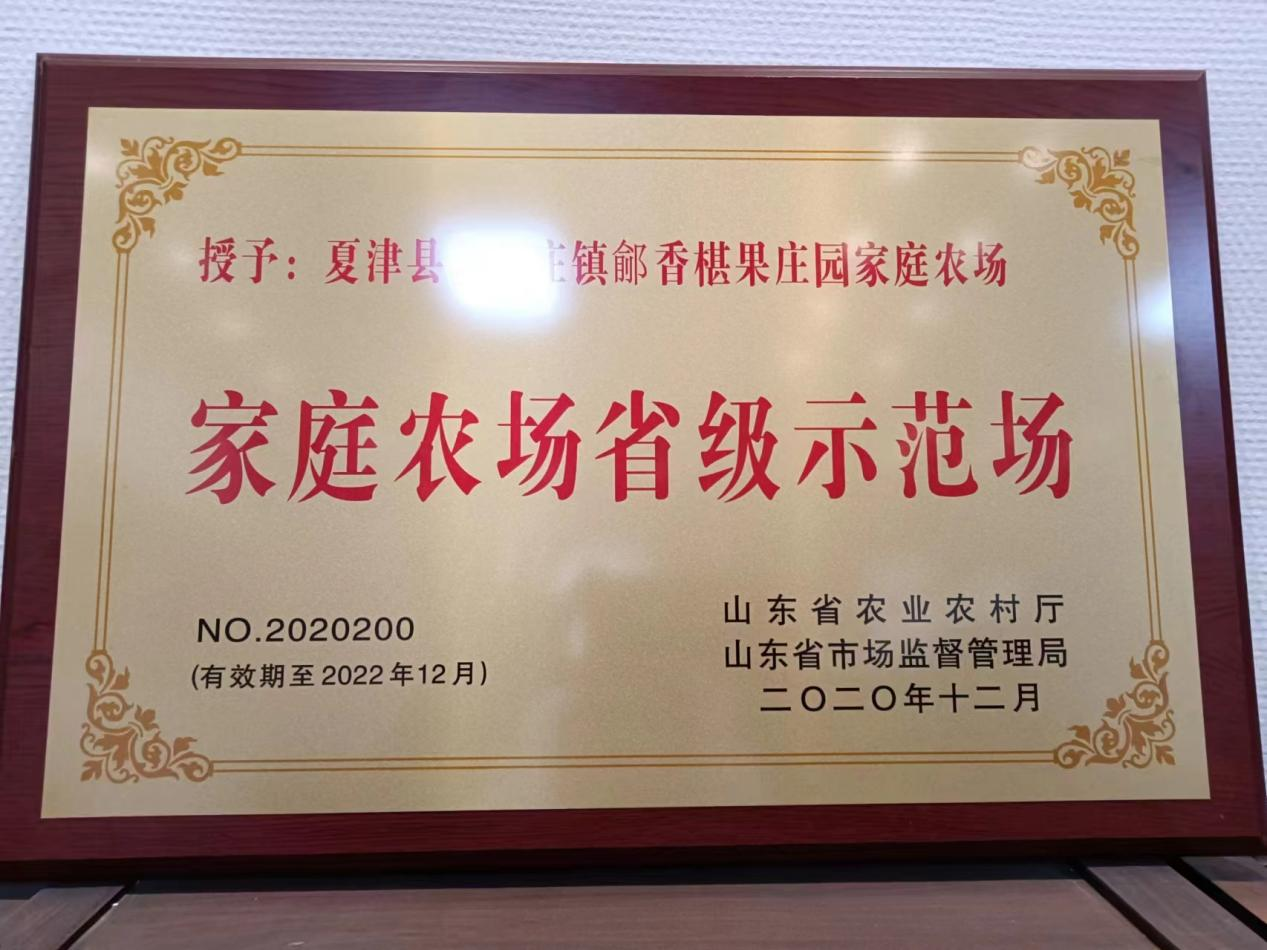 授予：夏津县 庄镇鄃香椹果庄园家庭农场
家庭农场省级示范场
NO.2020200
(有效期至2022年12月)
山东省农业农村厅
山东省市场监督管理局
二〇二〇年十二月